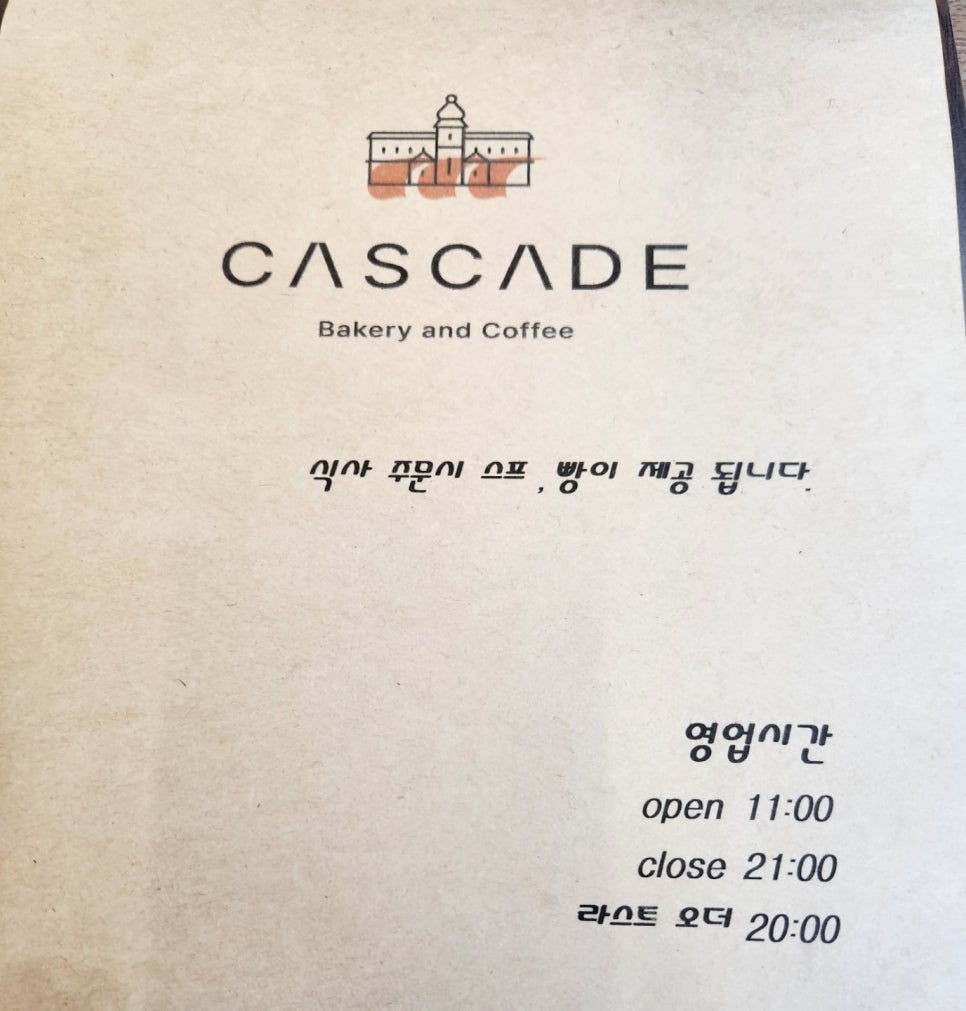 CASCADE
Bakery and Coffee
식사 주문시 스프 , 빵이 제공 됩니다.
영업시간
open 11:00
close 21:00
라스트 오더 20:00